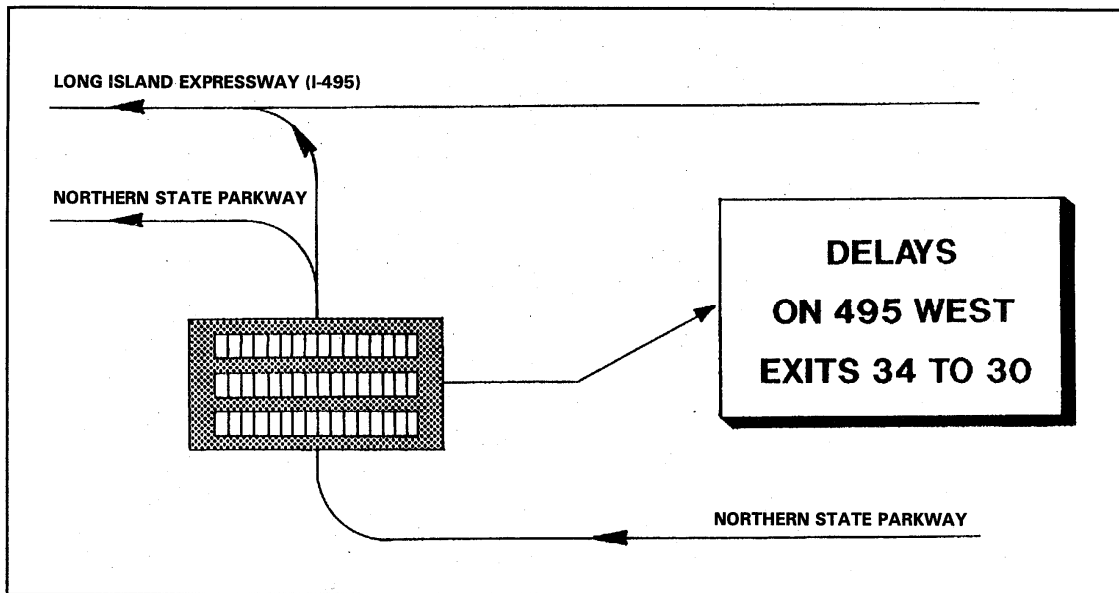 LONG ISLAND EXPRESSWAY (I-495)
NORTHERN STATE PARKWAY
DELAYS
ON 495 WEST
EXITS 34 TO 30
NORTHERN STATE PARKWAY